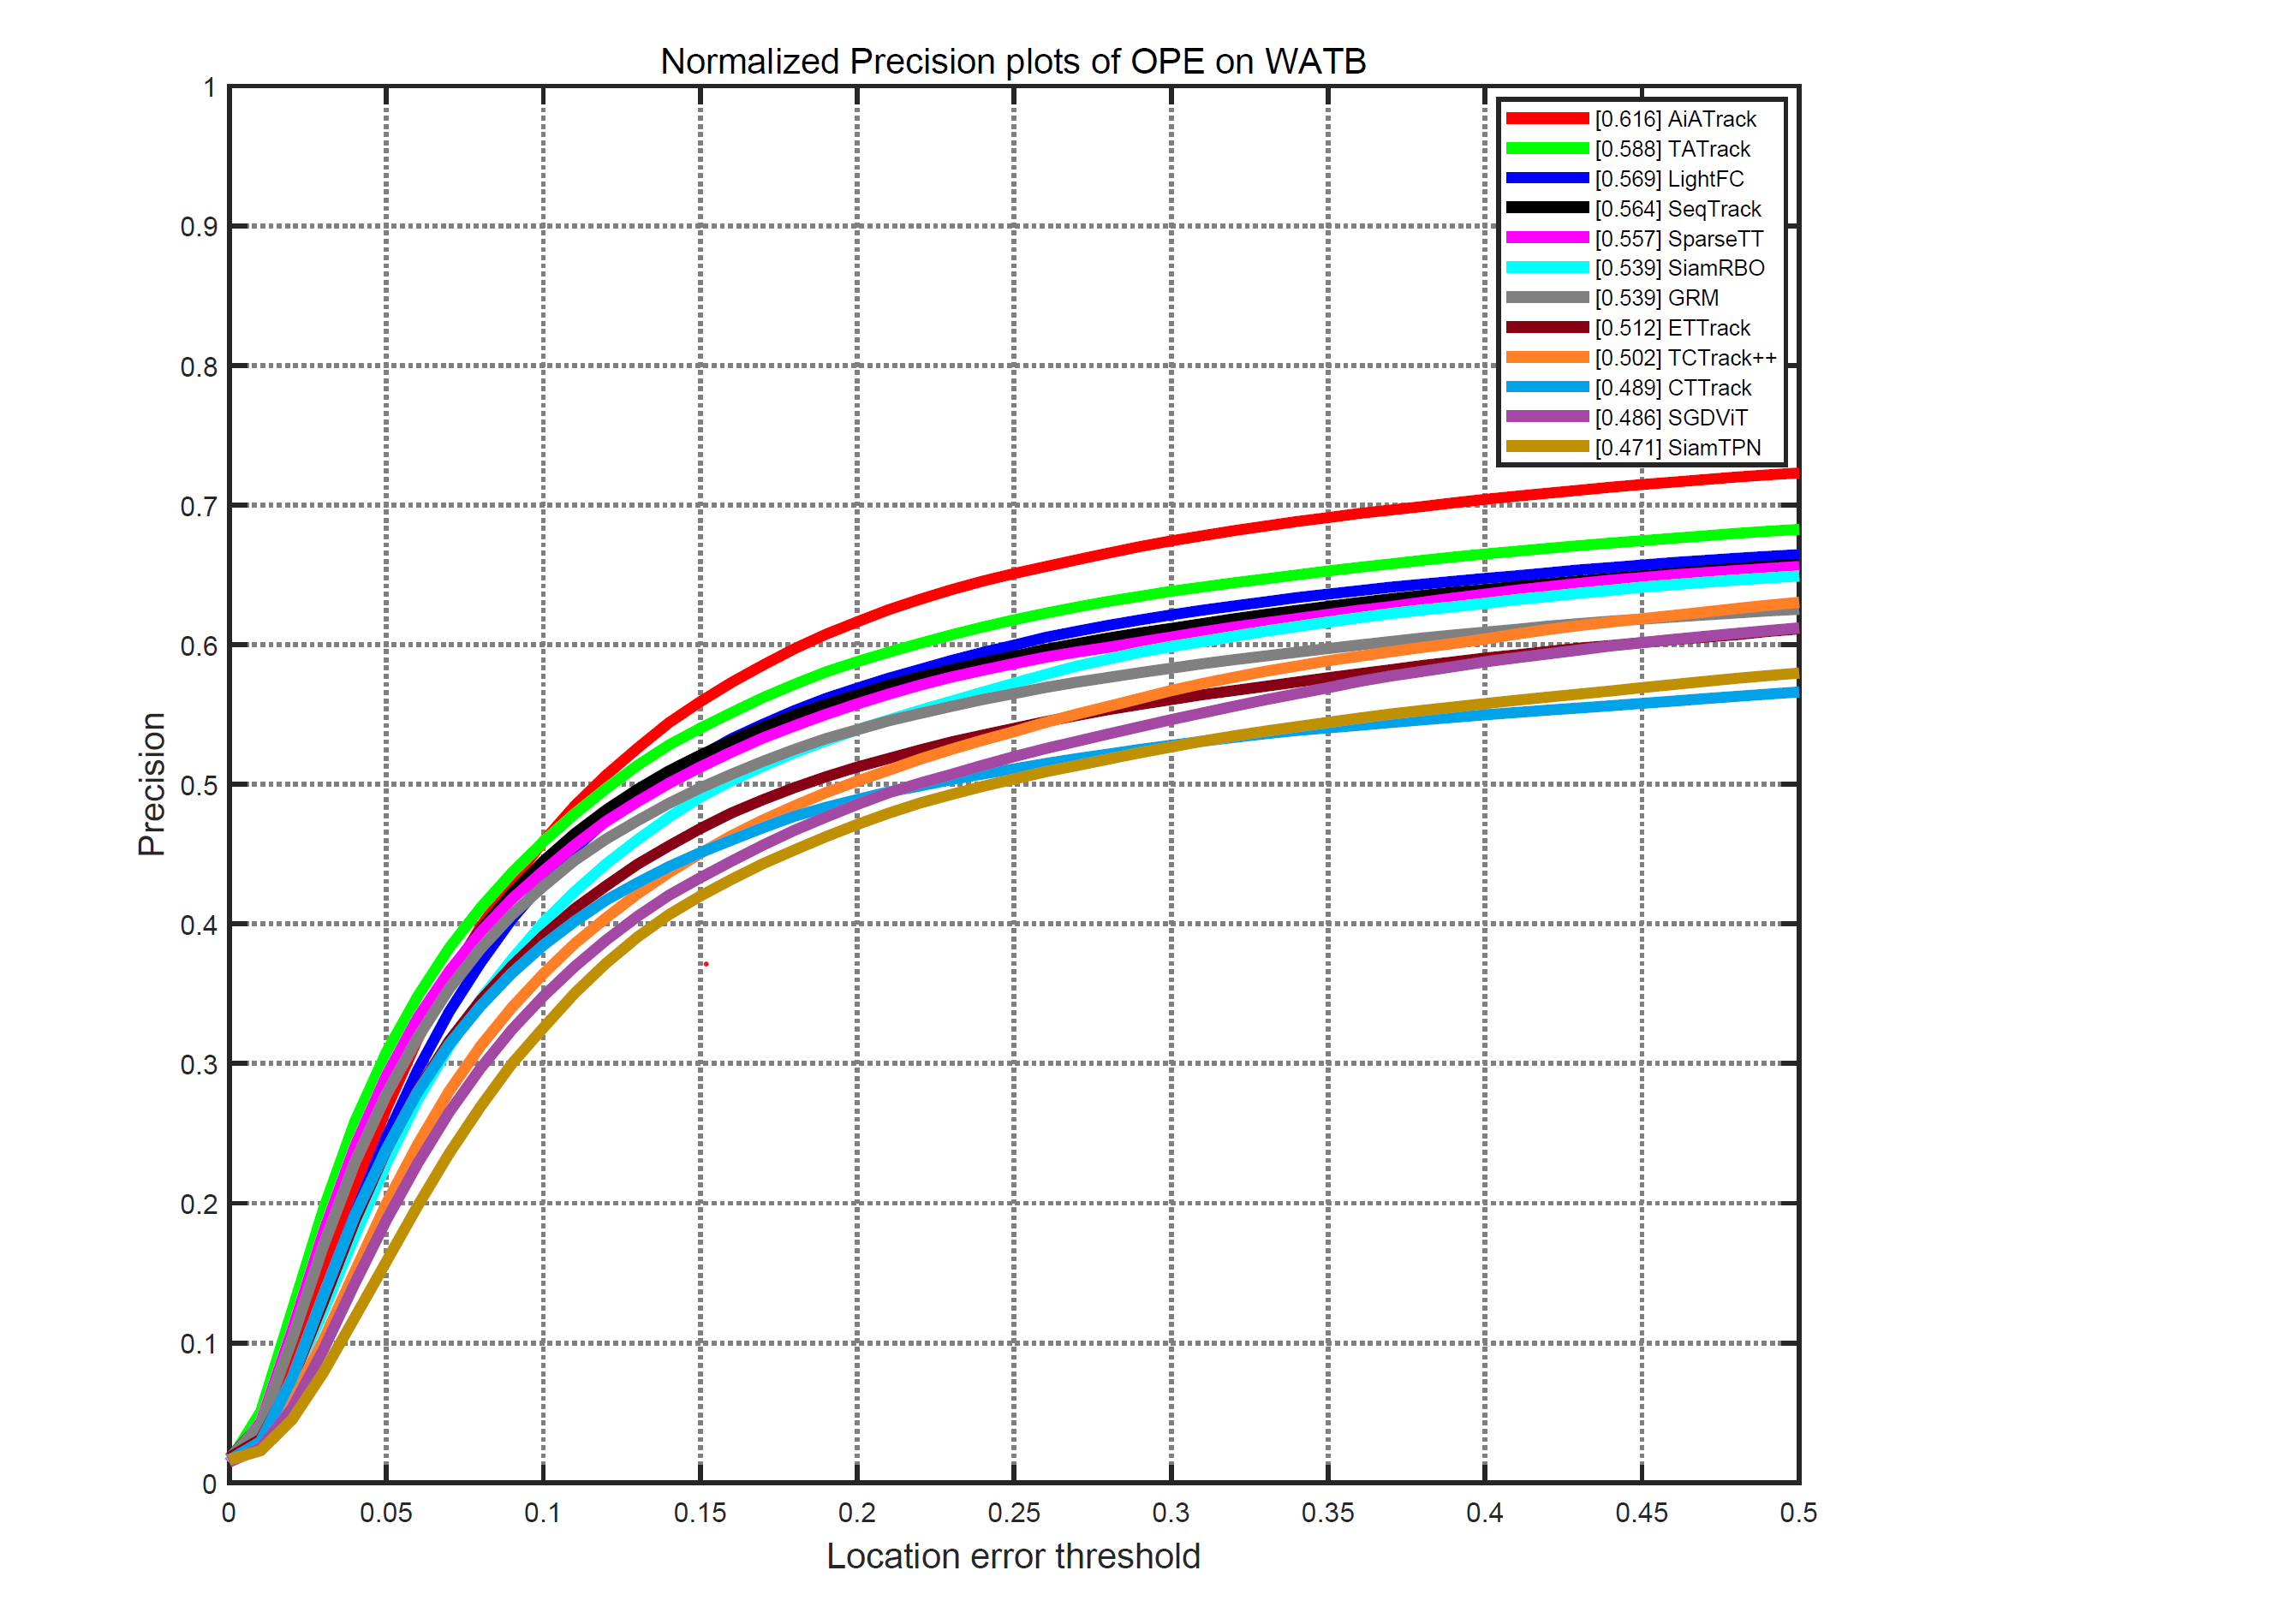 Normalized Precision plots of OPE on WATB
1
0.9
0.8
0.7
0.6
0.5
0.4
0.3
0.2
0.1
0
Precision
[0.616] AiATrack
[0.588] TATrack
[0.569] LightFC
[0.564] SeqTrack
[0.557] SparseTT
[0.539] SiamRBO
[0.539] GRM
[0.512] ETTrack
[0.502] TCTrack++
[0.489] CTTrack
[0.486] SGDViT
[0.471] SiamTPN
0 0.05 0.1 0.15 0.2 0.25 0.3 0.35 0.4 0.45 0.5
Location error threshold